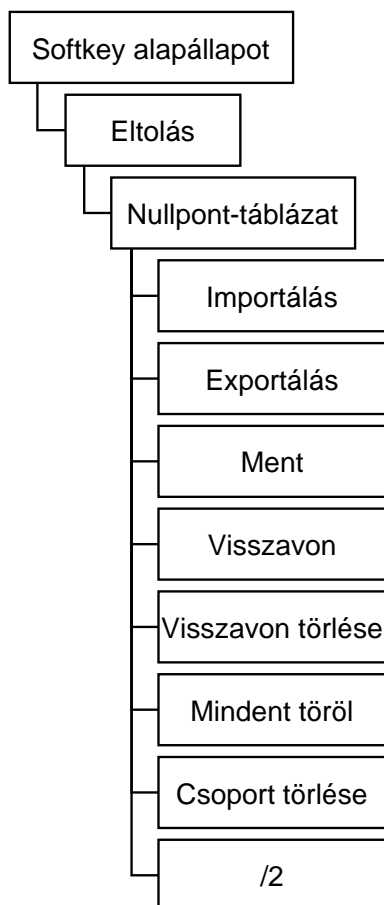 Softkey alapállapot
Eltolás
Nullpont-táblázat
Importálás
Exportálás
Ment
Visszavon
Visszavon törlése
Mindent töröl
Csoport törlése
/2